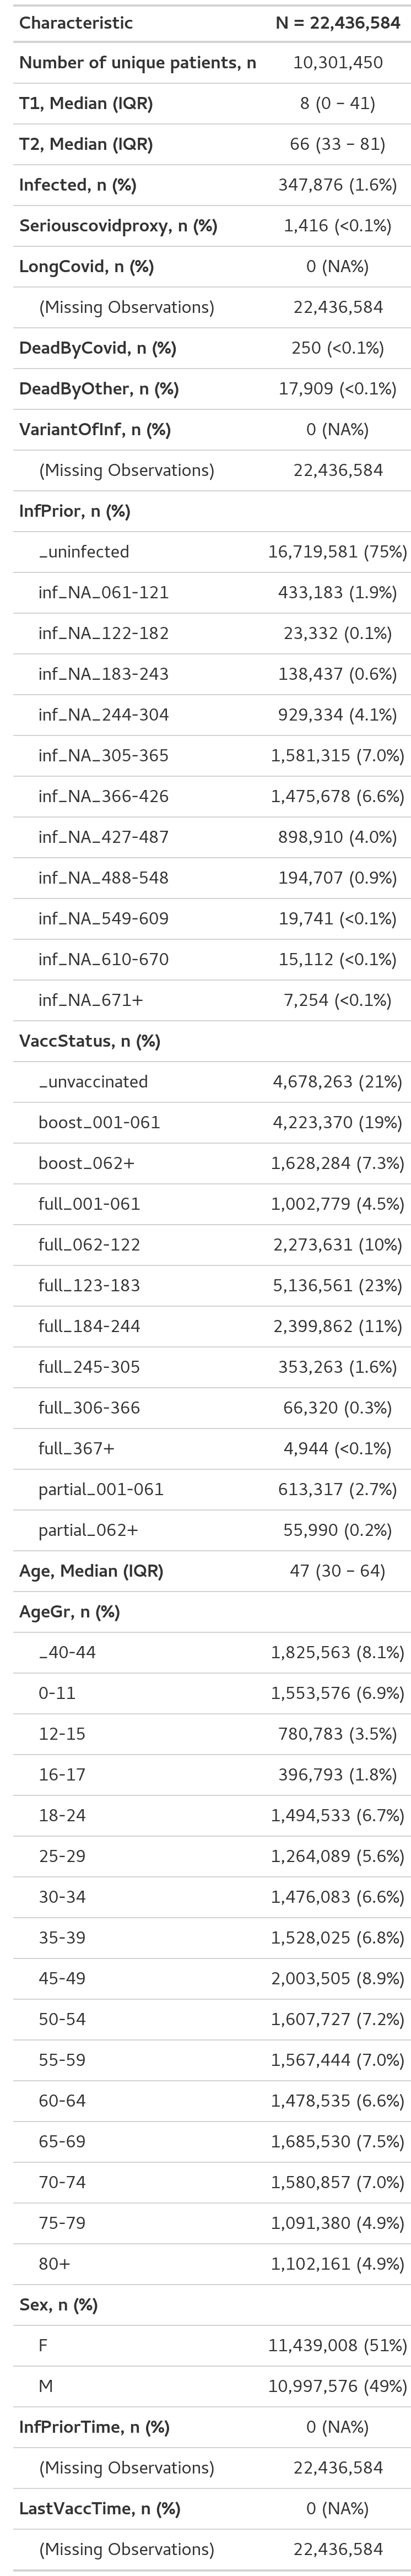 Characteristic N = 22,436,584
Number of unique patients, n 10,301,450
T1, Median (IQR) 8 (0 – 41)
T2, Median (IQR) 66 (33 – 81)
Infected, n (%) 347,876 (1.6%)
Seriouscovidproxy, n (%) 1,416 (<0.1%)
LongCovid, n (%) 0 (NA%)
(Missing Observations) 22,436,584
DeadByCovid, n (%) 250 (<0.1%)
DeadByOther, n (%) 17,909 (<0.1%)
VariantOfInf, n (%) 0 (NA%)
(Missing Observations) 22,436,584
InfPrior, n (%)
_uninfected 16,719,581 (75%)
inf_NA_061-121 433,183 (1.9%)
inf_NA_122-182 23,332 (0.1%)
inf_NA_183-243 138,437 (0.6%)
inf_NA_244-304 929,334 (4.1%)
inf_NA_305-365 1,581,315 (7.0%)
inf_NA_366-426 1,475,678 (6.6%)
inf_NA_427-487 898,910 (4.0%)
inf_NA_488-548 194,707 (0.9%)
inf_NA_549-609 19,741 (<0.1%)
inf_NA_610-670 15,112 (<0.1%)
inf_NA_671+ 7,254 (<0.1%)
VaccStatus, n (%)
_unvaccinated 4,678,263 (21%)
boost_001-061 4,223,370 (19%)
boost_062+ 1,628,284 (7.3%)
full_001-061 1,002,779 (4.5%)
full_062-122 2,273,631 (10%)
full_123-183 5,136,561 (23%)
full_184-244 2,399,862 (11%)
full_245-305 353,263 (1.6%)
full_306-366 66,320 (0.3%)
full_367+ 4,944 (<0.1%)
partial_001-061 613,317 (2.7%)
partial_062+ 55,990 (0.2%)
Age, Median (IQR) 47 (30 – 64)
AgeGr, n (%)
_40-44 1,825,563 (8.1%)
0-11 1,553,576 (6.9%)
12-15 780,783 (3.5%)
16-17 396,793 (1.8%)
18-24 1,494,533 (6.7%)
25-29 1,264,089 (5.6%)
30-34 1,476,083 (6.6%)
35-39 1,528,025 (6.8%)
45-49 2,003,505 (8.9%)
50-54 1,607,727 (7.2%)
55-59 1,567,444 (7.0%)
60-64 1,478,535 (6.6%)
65-69 1,685,530 (7.5%)
70-74 1,580,857 (7.0%)
75-79 1,091,380 (4.9%)
80+ 1,102,161 (4.9%)
Sex, n (%)
F 11,439,008 (51%)
M 10,997,576 (49%)
InfPriorTime, n (%) 0 (NA%)
(Missing Observations) 22,436,584
LastVaccTime, n (%) 0 (NA%)
(Missing Observations) 22,436,584